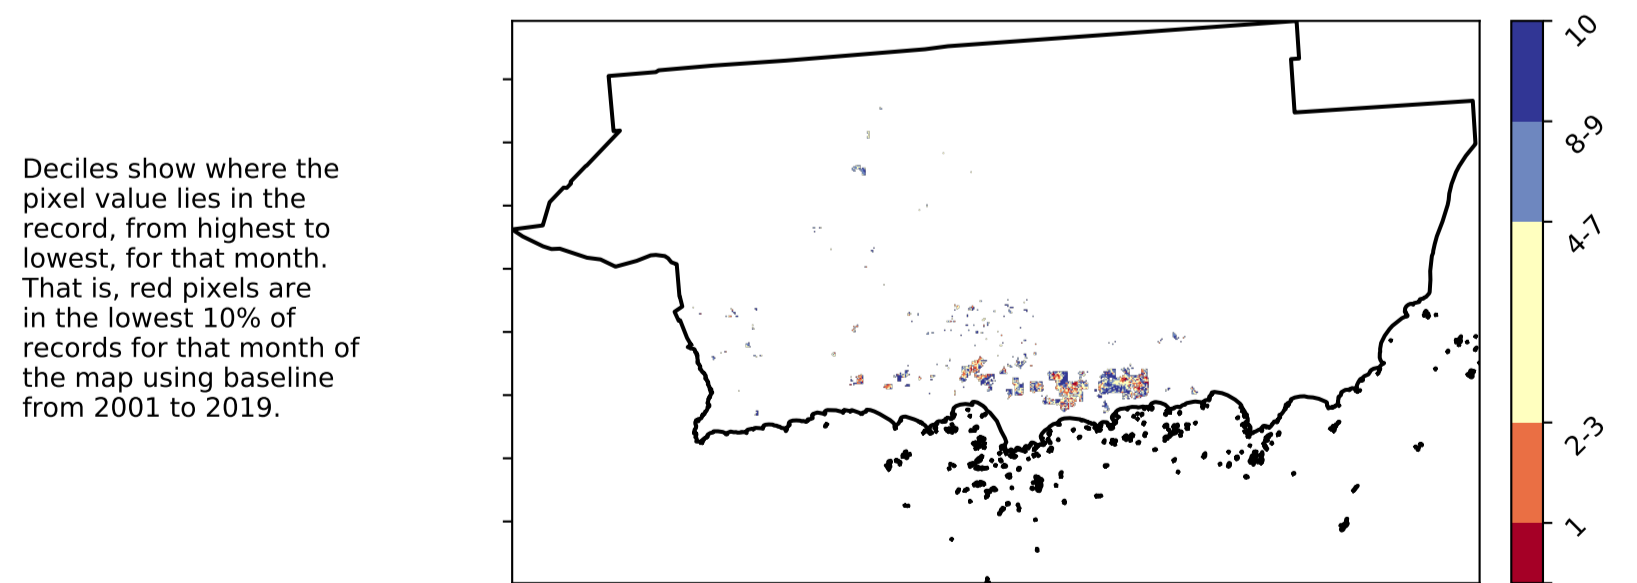 Deciles show where the
pixel value lies in the
record, from highest to
lowest, for that month.
That is, red pixels are
in the lowest 10% of
records for that month of
the map using baseline
from 2001 to 2019.
10
8-9
4-7
2-3
1